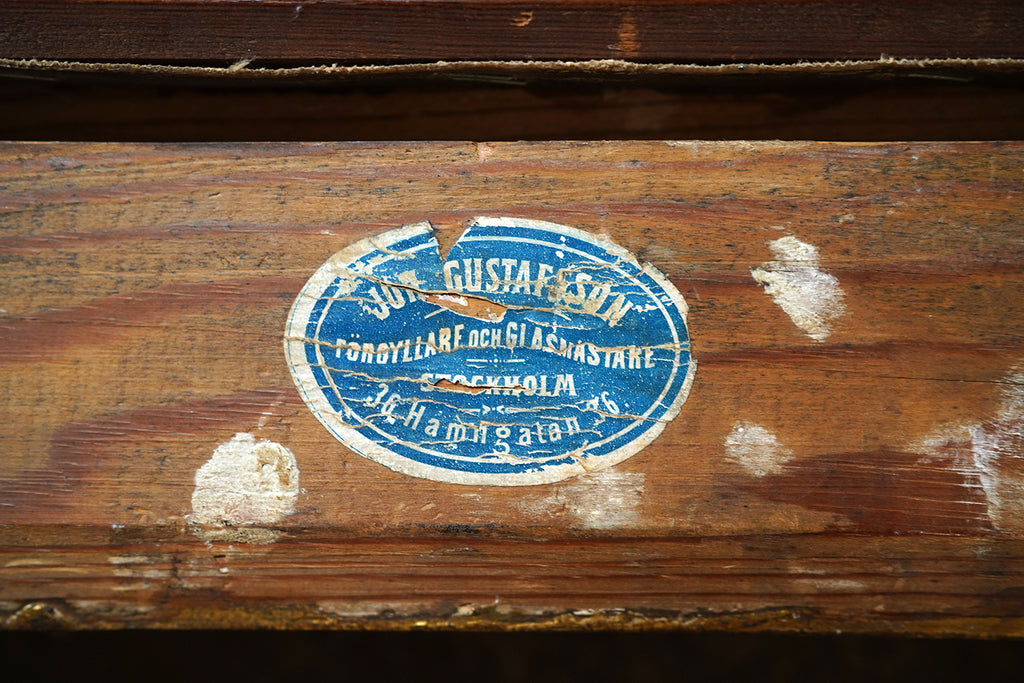 GUSTAFSSON
FÖRGYLLARE OCH GLASMÄSTARE
STOCKHOLM
36 Hamngatan